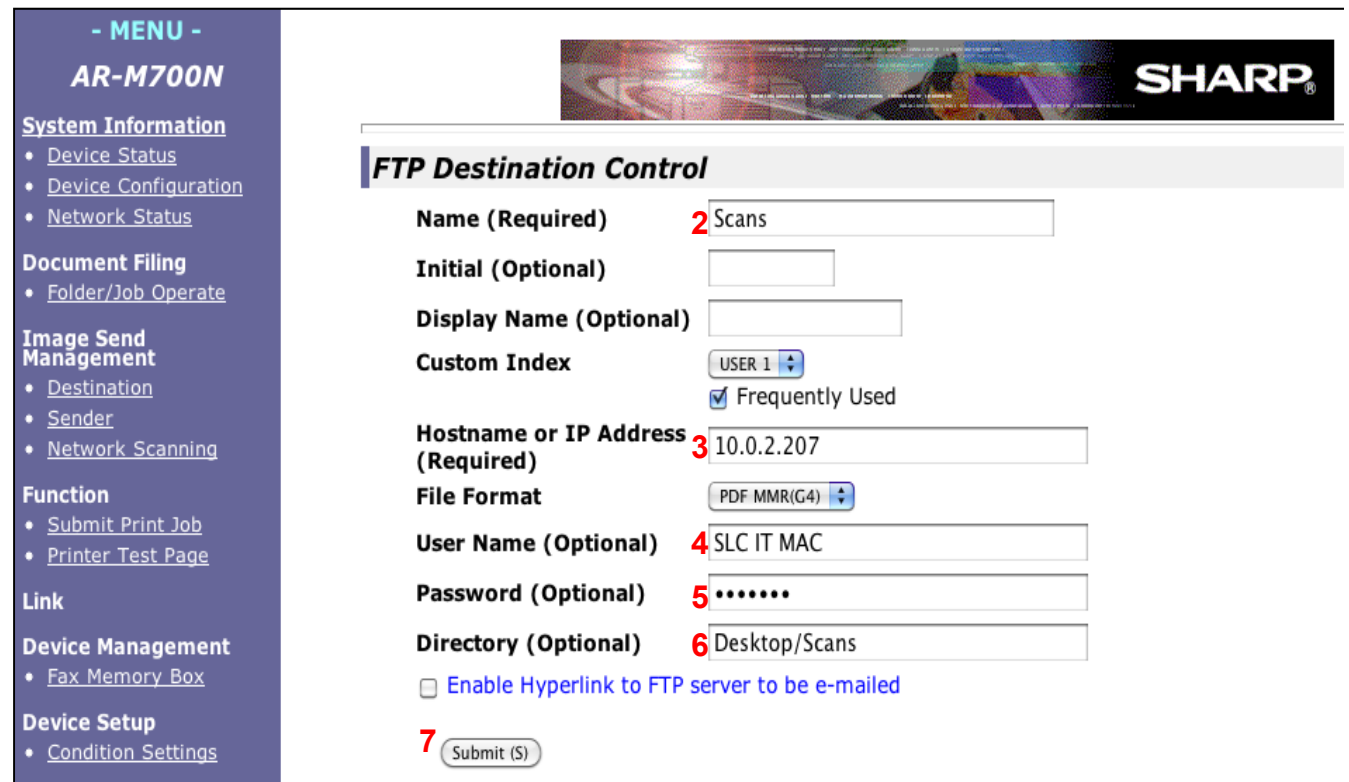 - MENU -
AR-M700N
System Information
• Device Status
• Device Configuration
• Network Status
Document Filing
• Folder/Job Operate
Image Send
Management
• Destination
• Sender
• Network Scanning
Function
• Submit Print Job
• Printer Test Page
Link
Device Management
• Fax Memory Box
Device Setup
• Condition Settings
SHARP®
FTP Destination Control
Name (Required) 2 Scans
Initial (Optional)
Display Name (Optional)
Custom Index USER 1
Frequently Used
Hostname or IP Address
(Required) 3 10.0.2.207
File Format PDF MMR(G4)
User Name (Optional) 4 SLC IT MAC
Password (Optional) 5 •••••••
Directory (Optional) 6 Desktop/Scans
Enable Hyperlink to FTP server to be e-mailed
7 Submit (S)